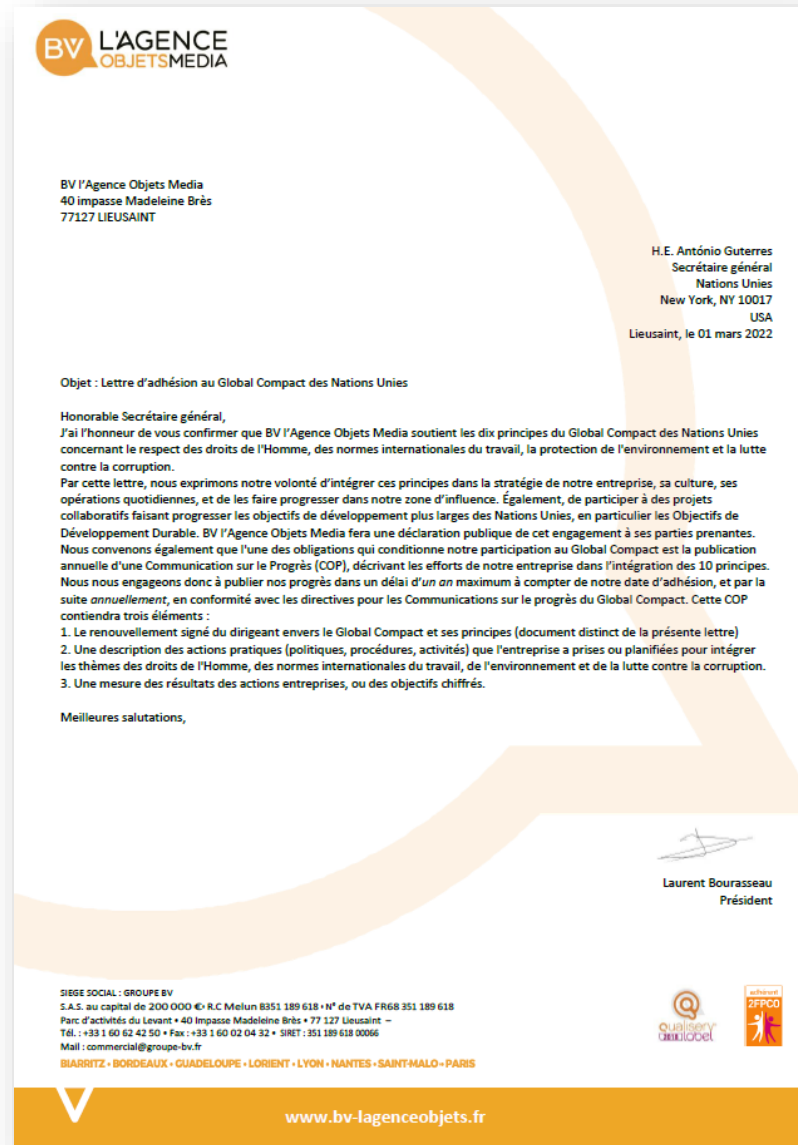 BV L'AGENCE
OBJETSMEDIA
BV l'Agence Objets Media
40 impasse Madeleine Brès
77127 LIEUSAINT
H.E. António Guterres
Secrétaire général
Nations Unies
New York, NY 10017
USA
Lieusaint, le 01 mars 2022
Objet : Lettre d'adhésion au Global Compact des Nations Unies
Honorable Secrétaire général,
J'ai l'honneur de vous confirmer que BV l'Agence Objets Media soutient les dix principes du Global Compact des Nations Unies
concernant le respect des droits de l'Homme, des normes internationales du travail, la protection de l'environnement et la lutte
contre la corruption.
Par cette lettre, nous exprimons notre volonté d'intégrer ces principes dans la stratégie de notre entreprise, sa culture, ses
opérations quotidiennes, et de les faire progresser dans notre zone d'influence. Également, de participer à des projets
collaboratifs faisant progresser les objectifs de développement plus larges des Nations Unies, en particulier les Objectifs de
Développement Durable. BV l'Agence Objets Media fera une déclaration publique de cet engagement à ses parties prenantes.
Nous convenons également que l'une des obligations qui conditionne notre participation au Global Compact est la publication
annuelle d'une Communication sur le Progrès (COP), décrivant les efforts de notre entreprise dans l'intégration des 10 principes.
Nous nous engageons donc à publier nos progrès dans un délai d'un an maximum à compter de notre date d'adhésion, et par la
suite annuellement, en conformité avec les directives pour les Communications sur le progrès du Global Compact. Cette COP
contiendra trois éléments :
1. Le renouvellement signé du dirigeant envers le Global Compact et ses principes (document distinct de la présente lettre)
2. Une description des actions pratiques (politiques, procédures, activités) que l'entreprise a prises ou planifiées pour intégrer
les thèmes des droits de l'Homme, des normes internationales du travail, de l'environnement et de la lutte contre la corruption.
3. Une mesure des résultats des actions entreprises, ou des objectifs chiffrés.
Meilleures salutations,
Laurent Bourasseau
Président
SIEGE SOCIAL : GROUPE BV
S.A.S. au capital de 200 000 €• R.C Melun B351 189 618 • N° de TVA FR68 351 189 618
Parc d'activités du Levant • 40 Impasse Madeleine Brès • 77 127 Lieusaint –
Tél. : +33 1 60 62 42 50 • Fax : +33 1 60 02 04 32 • SIRET : 351 189 618 00066
Mail : commercial@groupe-bv.fr
BIARRITZ • BORDEAUX • GUADELOUPE • LORIENT • LYON • NANTES • SAINT-MALO • PARIS
Qualiserv
label
adhérent
2FPCO
www.bv-lagenceobjets.fr